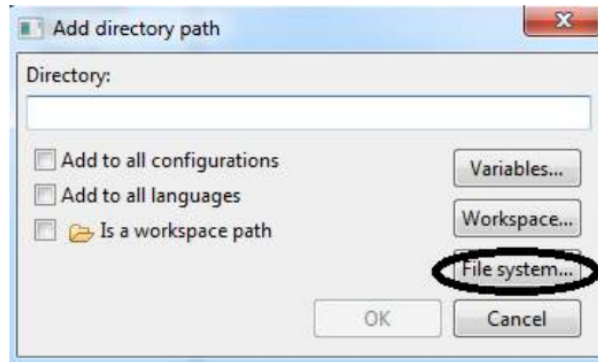 Add directory path
Directory:
Add to all configurations
Variables...
Add to all languages
Workspace...
Is a workspace path
File system...
OK
Cancel